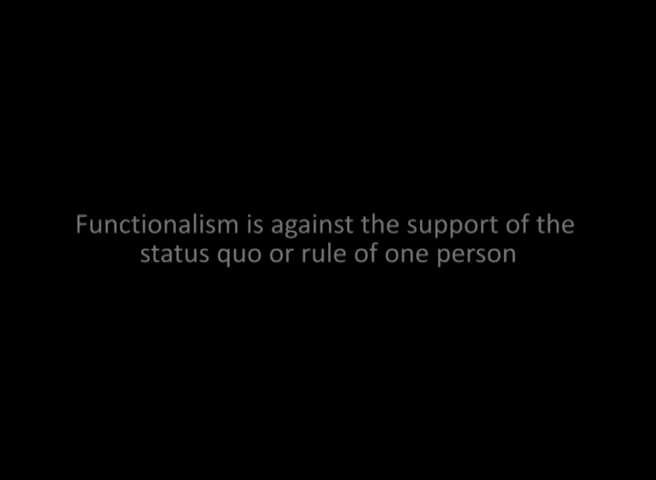 Functionalism is against the support of the
status quo or rule of one person